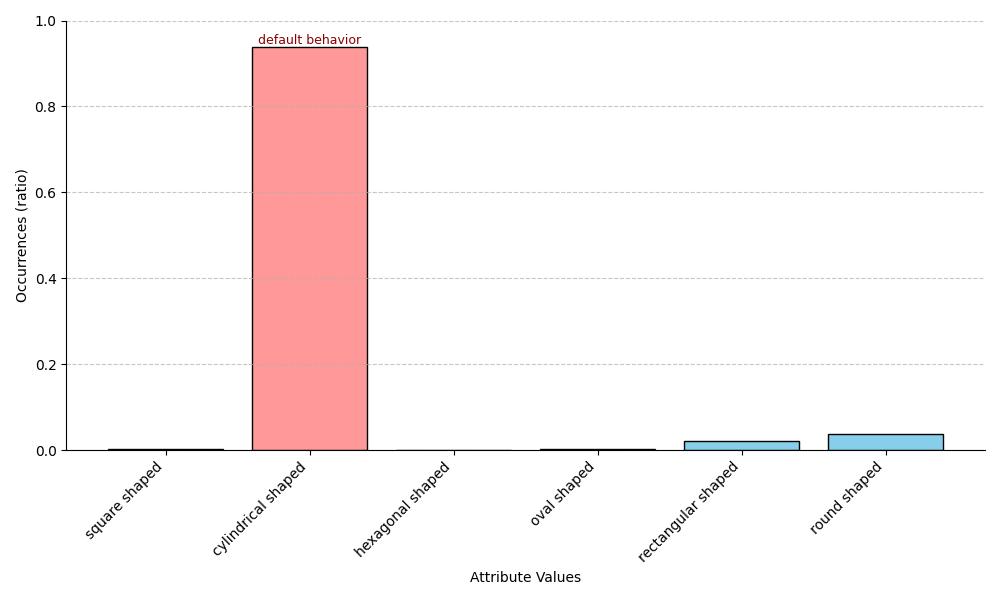 1.0
default behavior
0.8
0.6
0.4
0.2
0.0
Occurrences (ratio)
square shaped
cylindrical shaped
hexagonal shaped
oval shaped
rectangular shaped
round shaped
Attribute Values